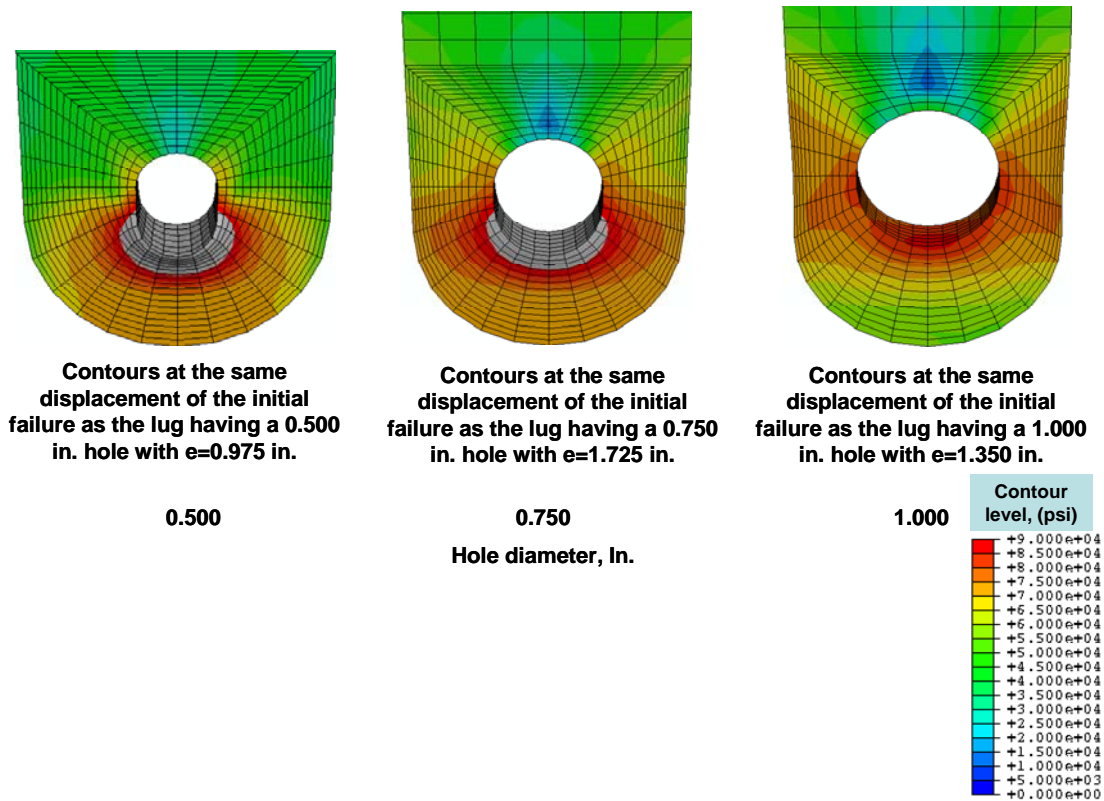 Contours at the same
displacement of the initial
failure as the lug having a 0.500
in. hole with e=0.975 in.
Contours at the same
displacement of the initial
failure as the lug having a 0.750
in. hole with e=1.725 in.
Contours at the same
displacement of the initial
failure as the lug having a 1.000
in. hole with e=1.350 in.
0.500
0.750
1.000
Hole diameter, In.
Contour
level, (psi)
+9.000e+04
+8.500e+04
+8.000e+04
+7.500e+04
+7.000e+04
+6.500e+04
+6.000e+04
+5.500e+04
+5.000e+04
+4.500e+04
+4.000e+04
+3.500e+04
+3.000e+04
+2.500e+04
+2.000e+04
+1.500e+04
+1.000e+04
+5.000e+03
+0.000e+00